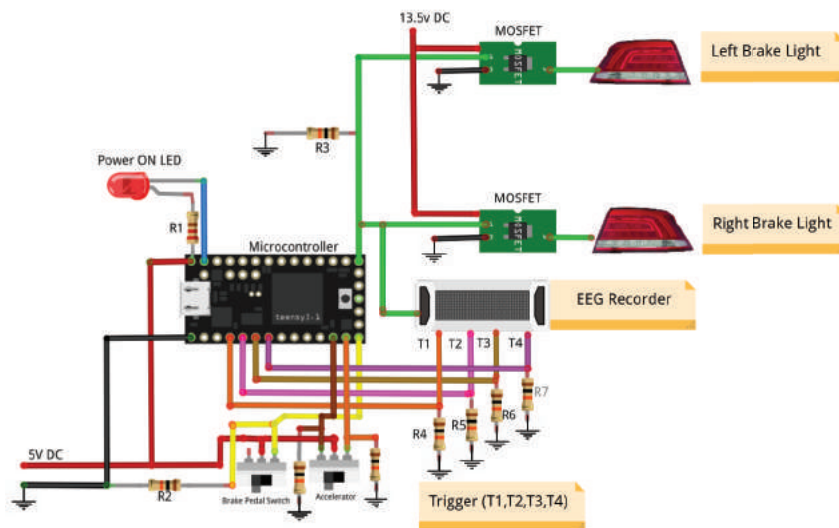 13.5v DC
MOSFET
MOSFET
Left Brake Light
R3
Power ON LED
R1
MOSFET
MOSFET
Right Brake Light
Microcontroller
teensy3.1
EEG Recorder
T1 T2 T3 T4
R7
R6
R5
R4
5V DC
R2
Brake Pedal Switch
Accelerator
Trigger (T1,T2,T3,T4)